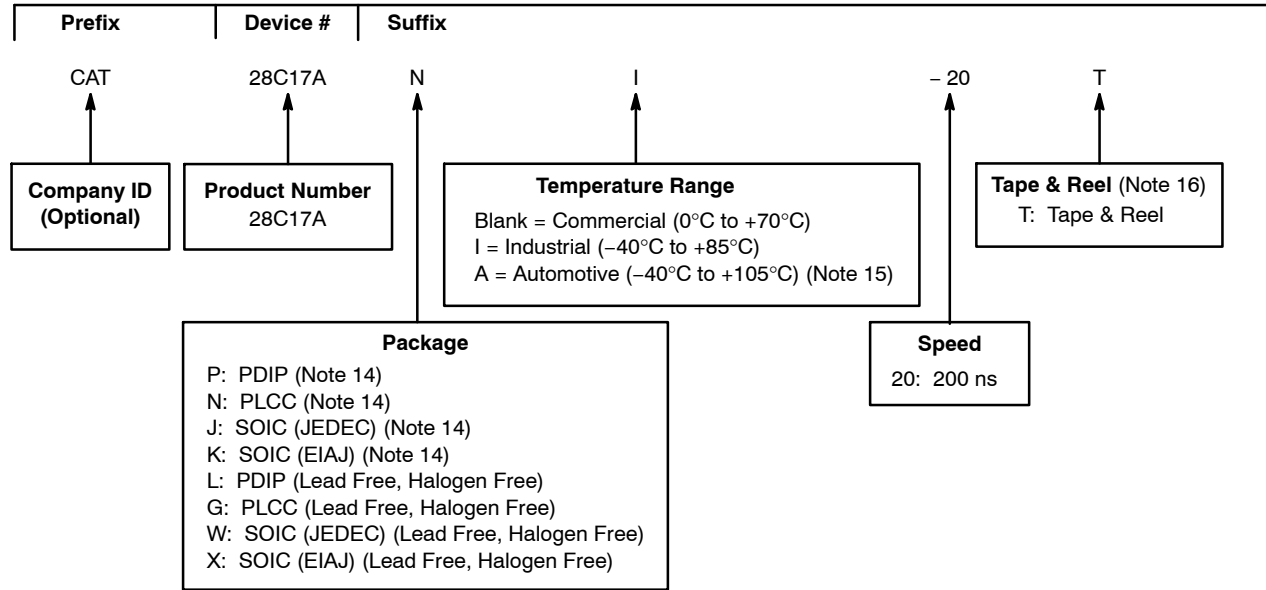 Prefix
Device #
Suffix
CAT
28C17A
N
I
– 20
T
Company ID
(Optional)
Product Number
28C17A
Temperature Range
Blank = Commercial (0°C to +70°C)
I = Industrial (−40°C to +85°C)
A = Automotive (−40°C to +105°C) (Note 15)
Tape & Reel (Note 16)
T: Tape & Reel
Package
P: PDIP (Note 14)
N: PLCC (Note 14)
J: SOIC (JEDEC) (Note 14)
K: SOIC (EIAJ) (Note 14)
L: PDIP (Lead Free, Halogen Free)
G: PLCC (Lead Free, Halogen Free)
W: SOIC (JEDEC) (Lead Free, Halogen Free)
X: SOIC (EIAJ) (Lead Free, Halogen Free)
Speed
20: 200 ns